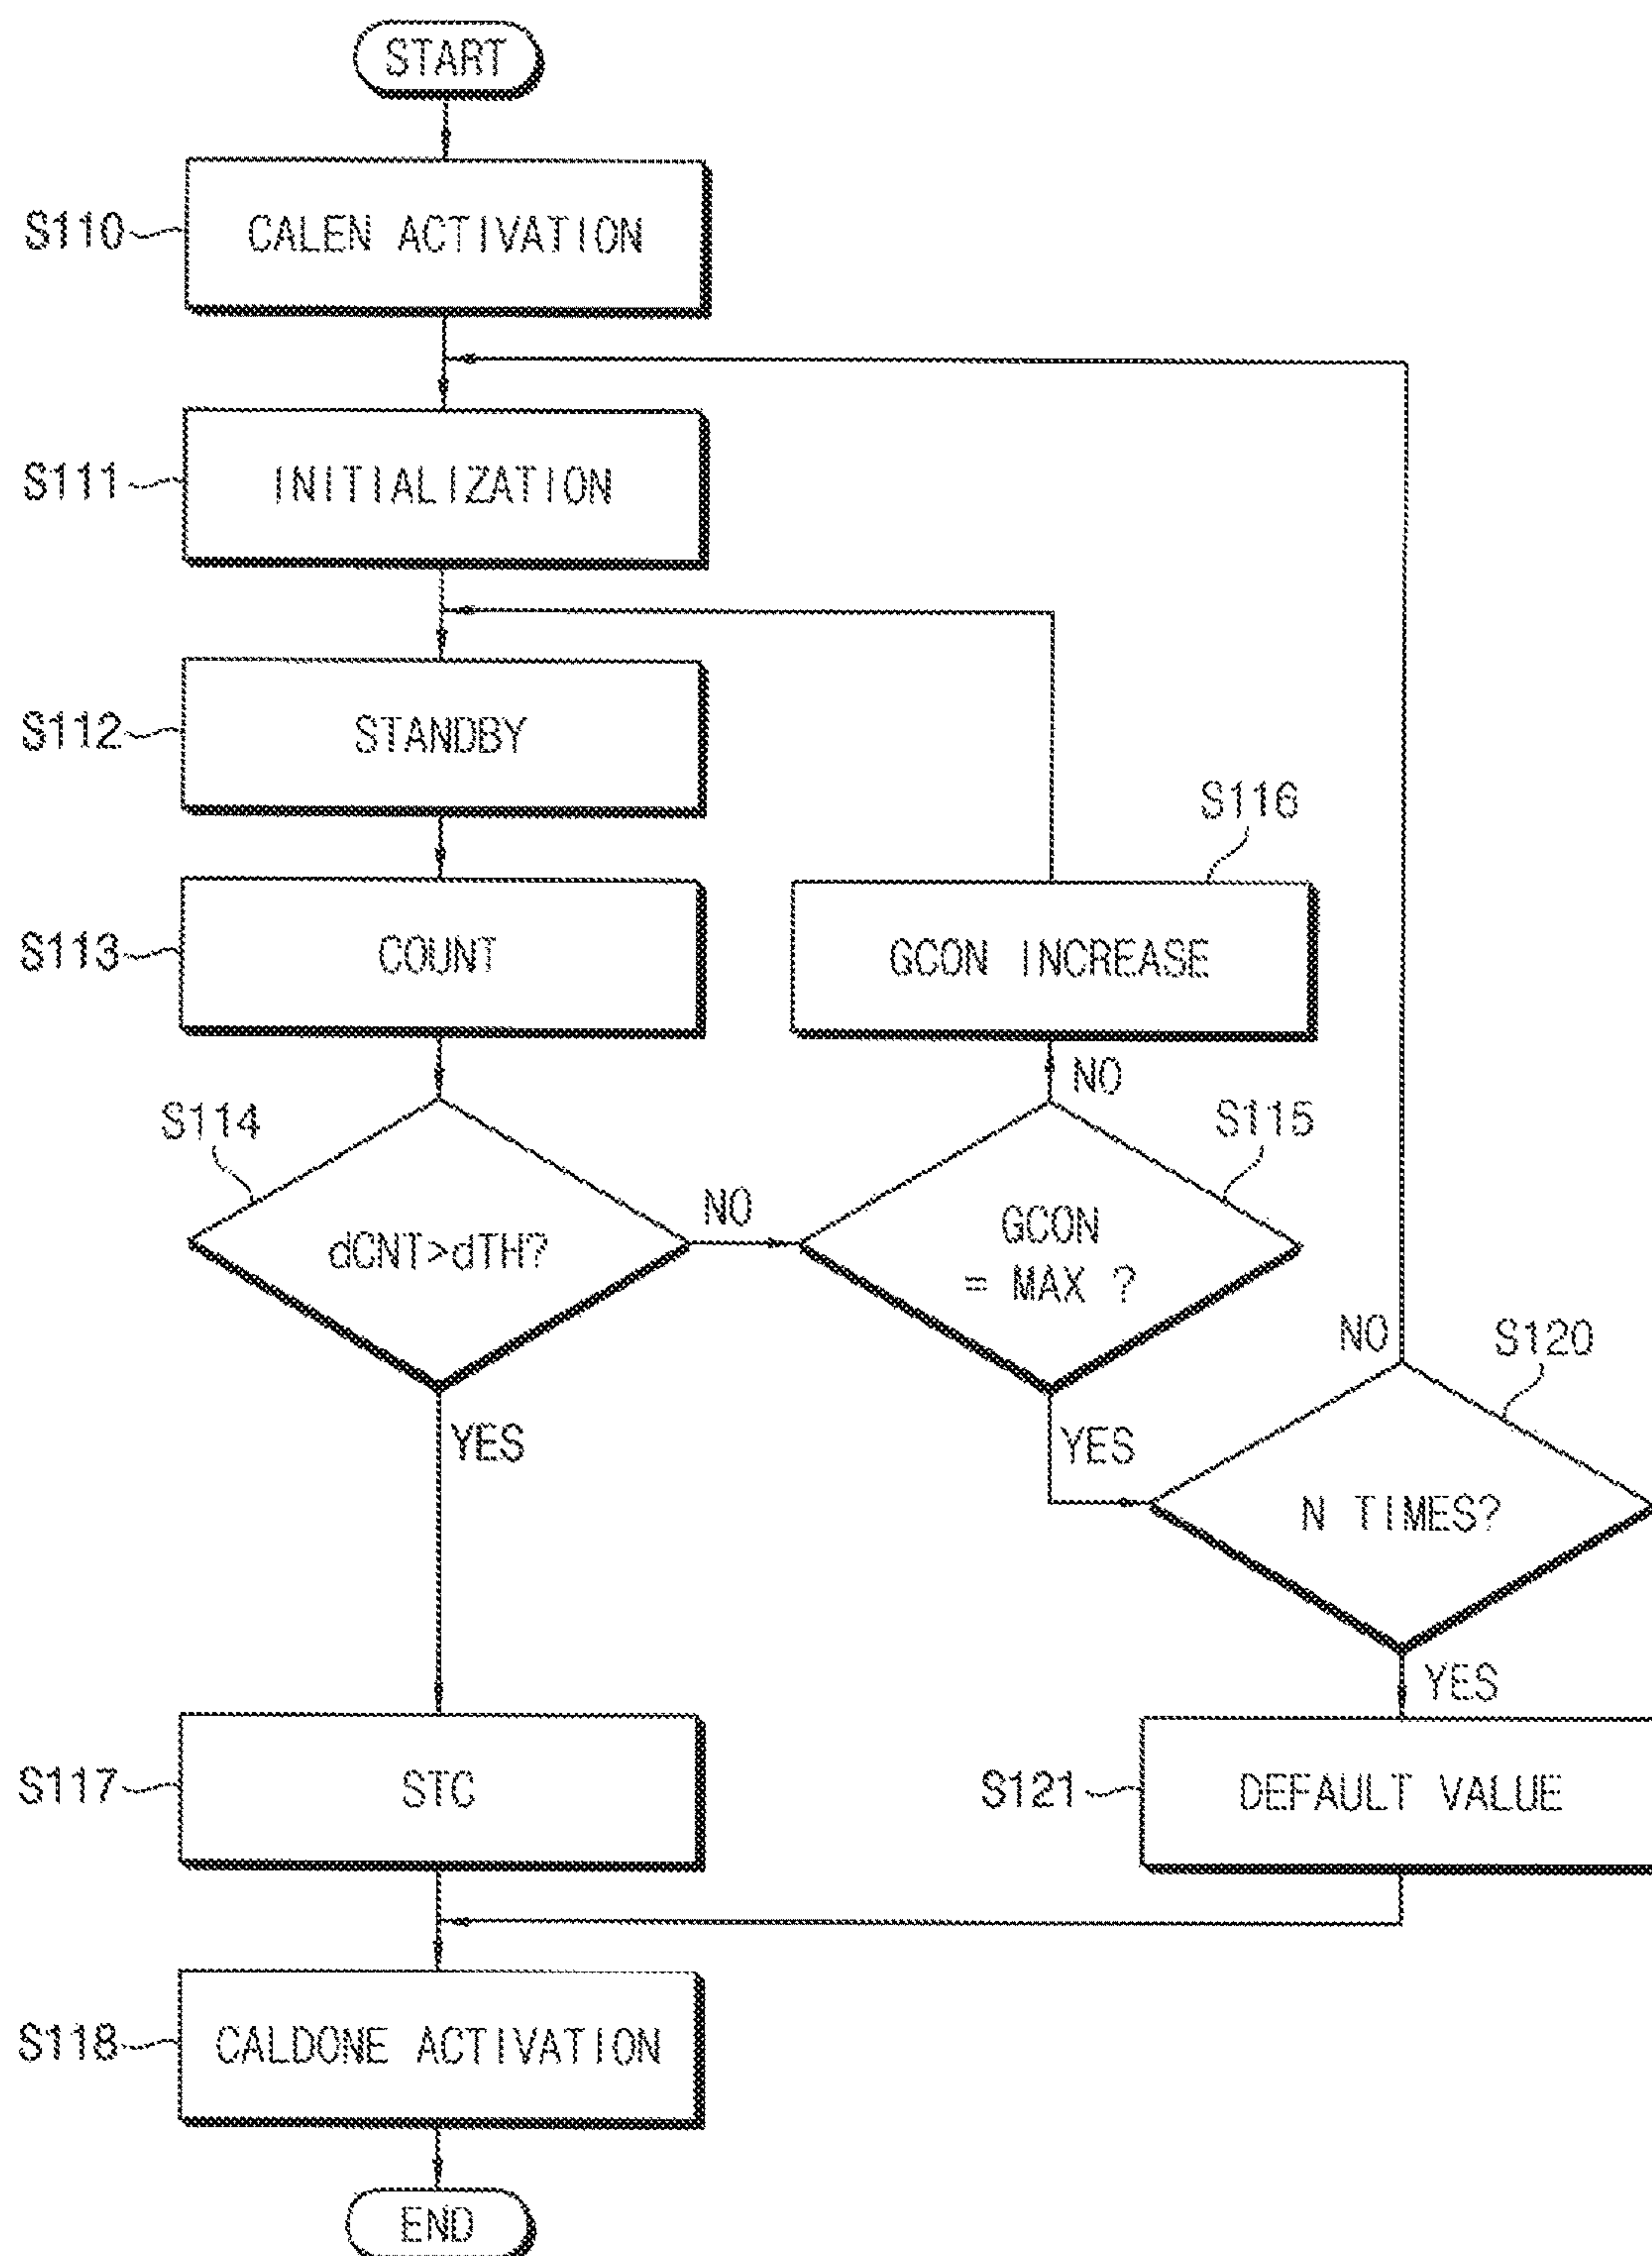 START
S110
CALEN ACTIVATION
S111
INITIALIZATION
S112
STANDBY
S116
S113
COUNT
GCON INCREASE
NO
S114
S115
dCNT>dTH?
NO
GCON
= MAX ?
NO
S120
YES
YES
N TIMES?
YES
S117
STC
S121
DEFAULT VALUE
S118
CALDONE ACTIVATION
END